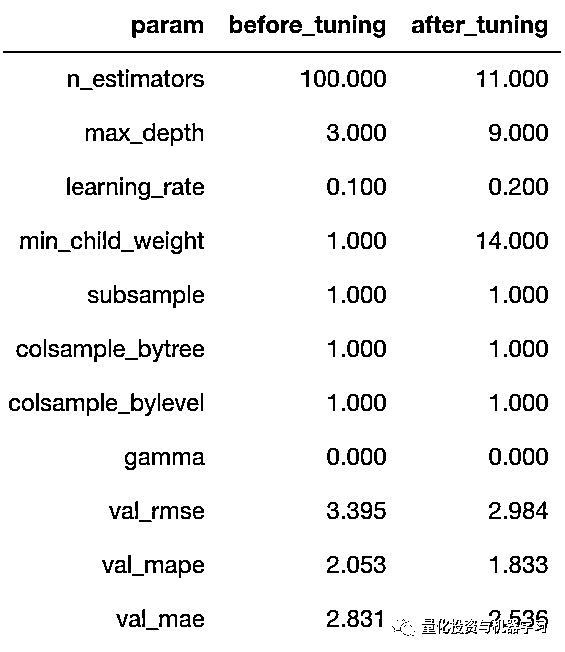 param before_tuning after_tuning
n_estimators 100.000 11.000
max_depth 3.000 9.000
learning_rate 0.100 0.200
min_child_weight 1.000 14.000
subsample 1.000 1.000
colsample_bytree 1.000 1.000
colsample_bylevel 1.000 1.000
gamma 0.000 0.000
val_rmse 3.395 2.984
val_mape 2.053 1.833
val_mae 2.831 2.536
量化投资与机器学习